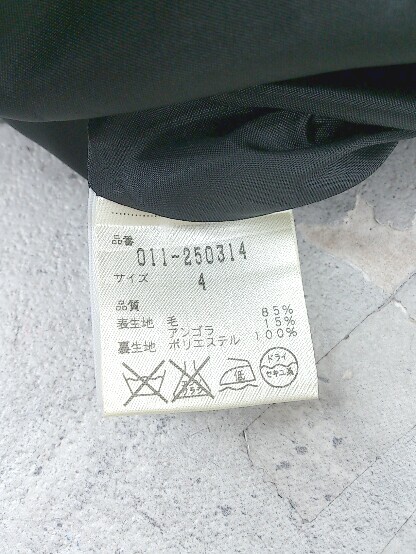 品番
011-250314
サイズ
4
品質
表生地 毛 85%
アンゴラ 15%
裏生地 ポリエステル 100%
低
ドライ
セキユ系